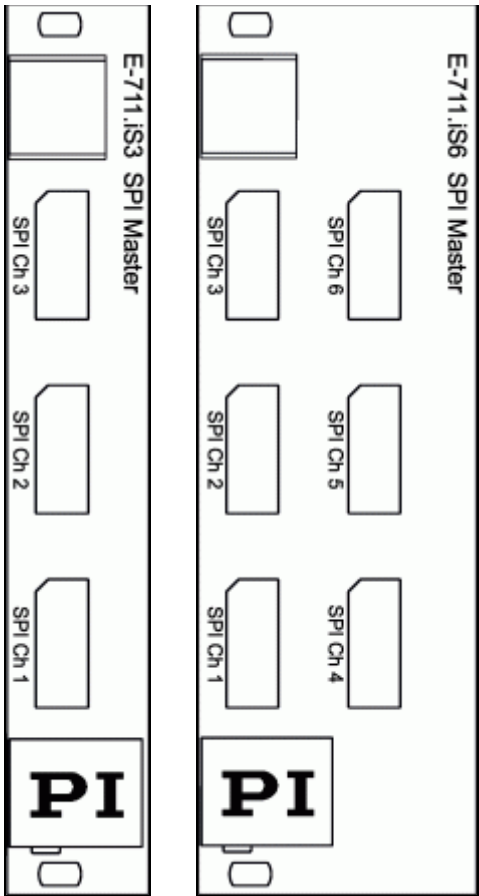 E-711.iS3 SPI Master
SPI Ch 3
SPI Ch 2
SPI Ch 1
PI
E-711.iS6 SPI Master
SPI Ch 3
SPI Ch 6
SPI Ch 2
SPI Ch 5
SPI Ch 1
SPI Ch 4
PI